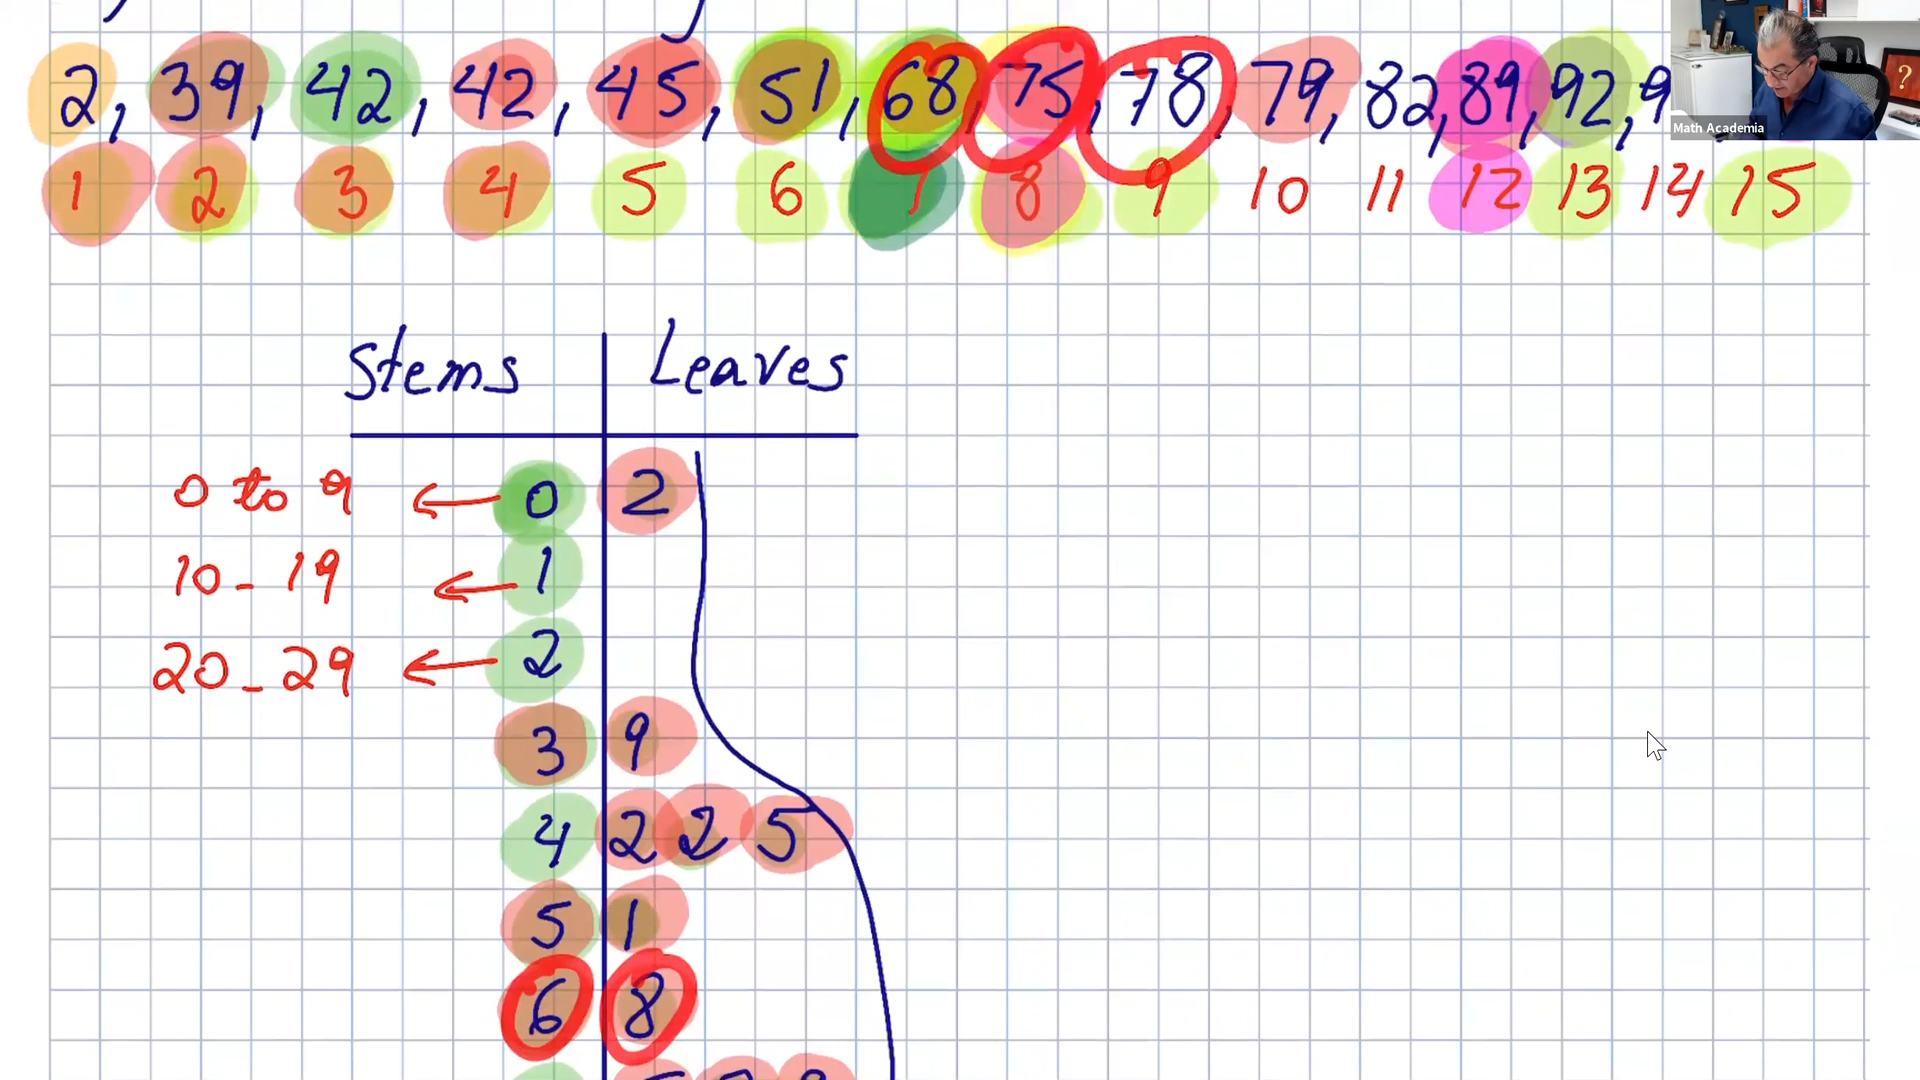 2, 39, 42, 42, 45, 51, 68, 75, 78, 79, 82, 89, 92, 9
?
Math Academia
1 2 3 4 5 6 7 8 9 10 11 12 13 14 15
Stems Leaves
0 to 9 ← 0 2
10 - 19 ← 1
20 - 29 ← 2
3 9
4 2 2 5
5 1
6 8